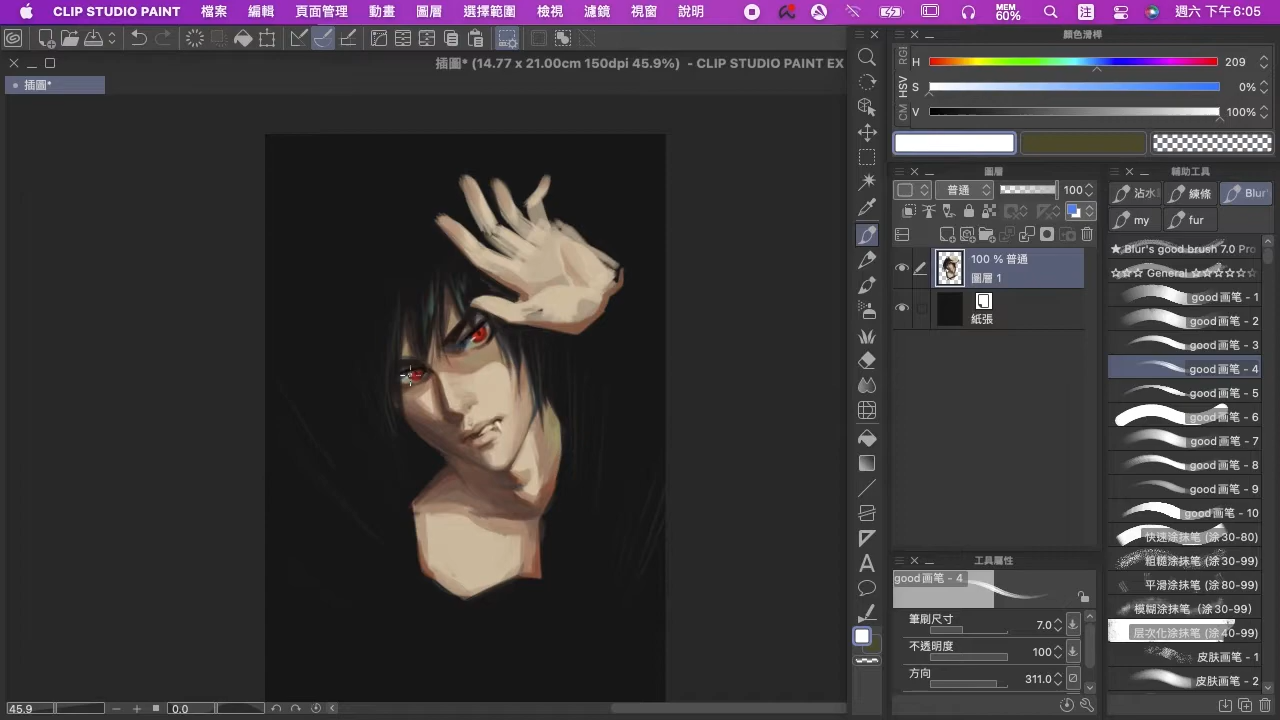 CLIP STUDIO PAINT 檔案 編輯 頁面管理 動畫 圖層 選擇範圍 檢視 濾鏡 視窗 說明 MEM 60% 注 週六 下午6:05
插圖* (14.77 x 21.00cm 150dpi 45.9%) - CLIP STUDIO PAINT EX
插圖*
顏色滑桿
RGB
HSV
CM
H 209
S 0%
V 100%
圖層
普通 100
100 % 普通
圖層 1
紙張
輔助工具
沾水 練條 Blur'
my fur
★ Blur's good brush 7.0 Pro
☆☆☆ General ☆☆☆☆☆☆
good画笔 - 1
good画笔 - 2
good画笔 - 3
good画笔 - 4
good画笔 - 5
good画笔 - 6
good画笔 - 7
good画笔 - 8
good画笔 - 9
good画笔 - 10
快速涂抹笔 (涂30-80)
粗糙涂抹笔 (涂30-99)
平滑涂抹笔 (涂80-99)
模糊涂抹笔 (涂30-99)
层次化涂抹笔 (涂40-99)
皮肤画笔 - 1
皮肤画笔 - 2
工具屬性
good画笔 - 4
筆刷尺寸 7.0
不透明度 100
方向 311.0
45.9 0.0